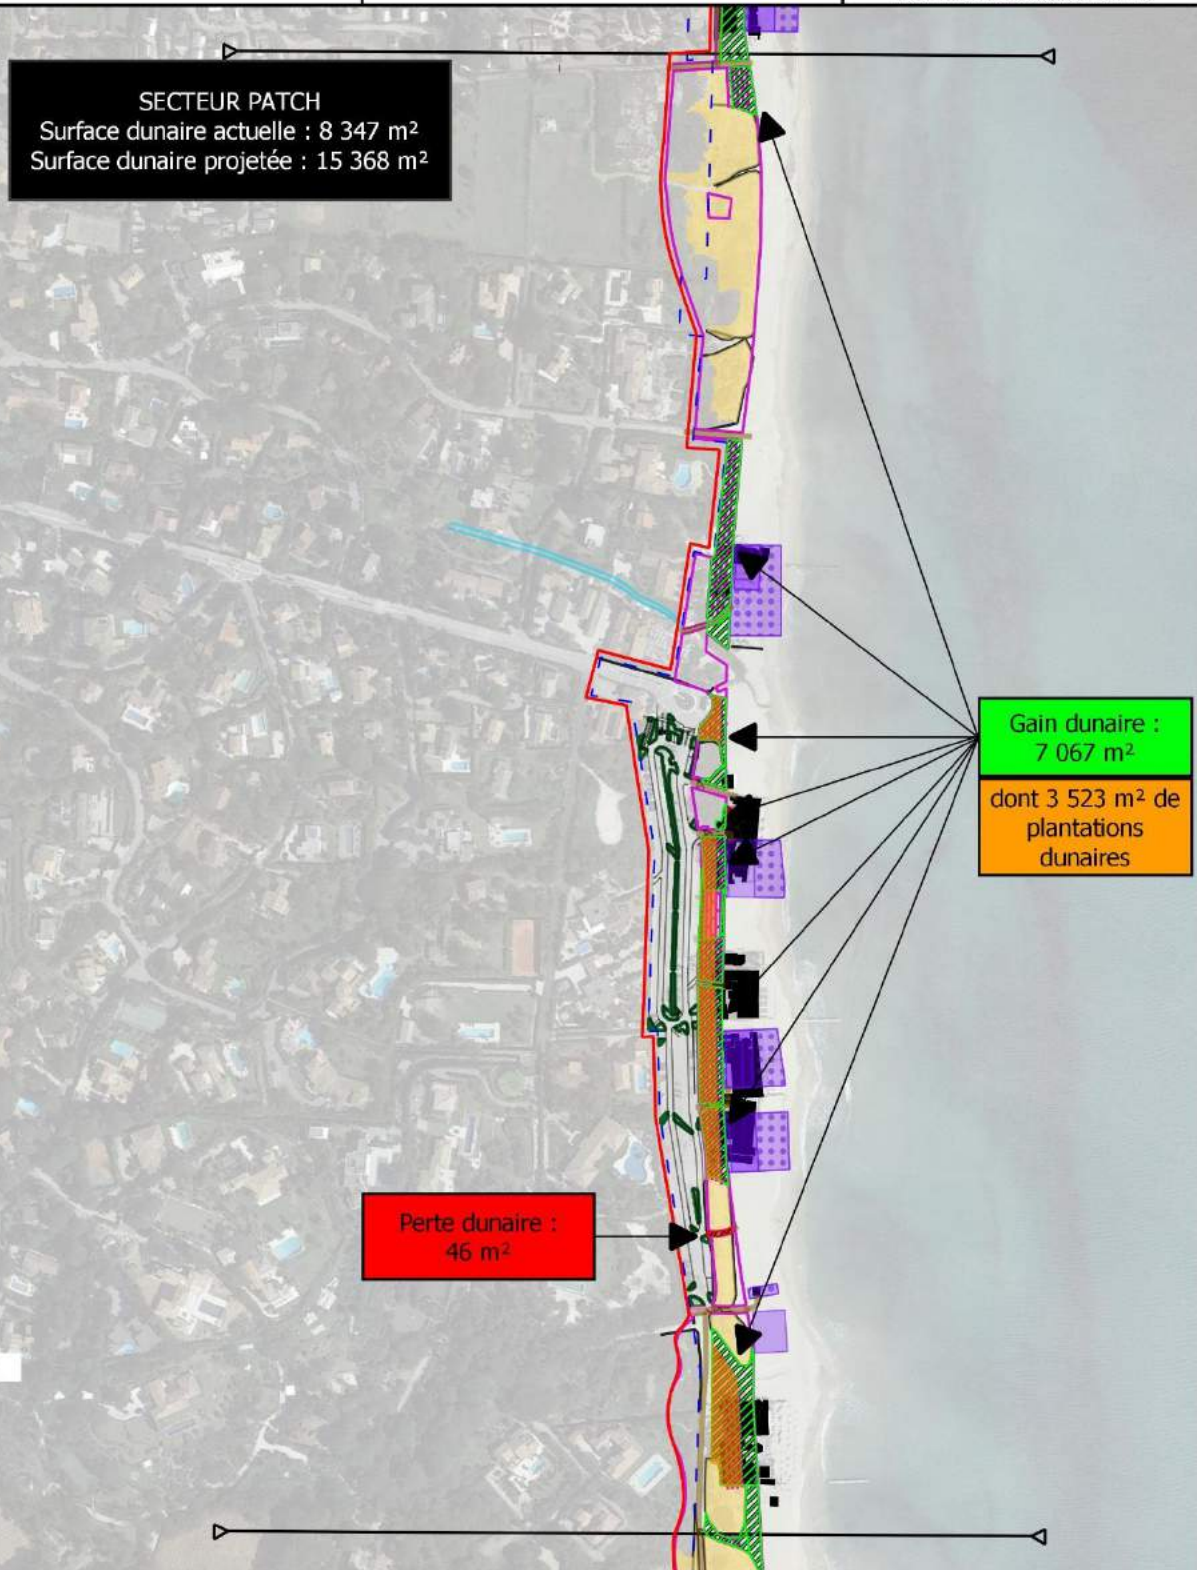 SECTEUR PATCH
Surface dunaire actuelle : 8 347 m²
Surface dunaire projetée : 15 368 m²
Gain dunaire :
7 067 m²
dont 3 523 m² de
plantations
dunaires
Perte dunaire :
46 m²